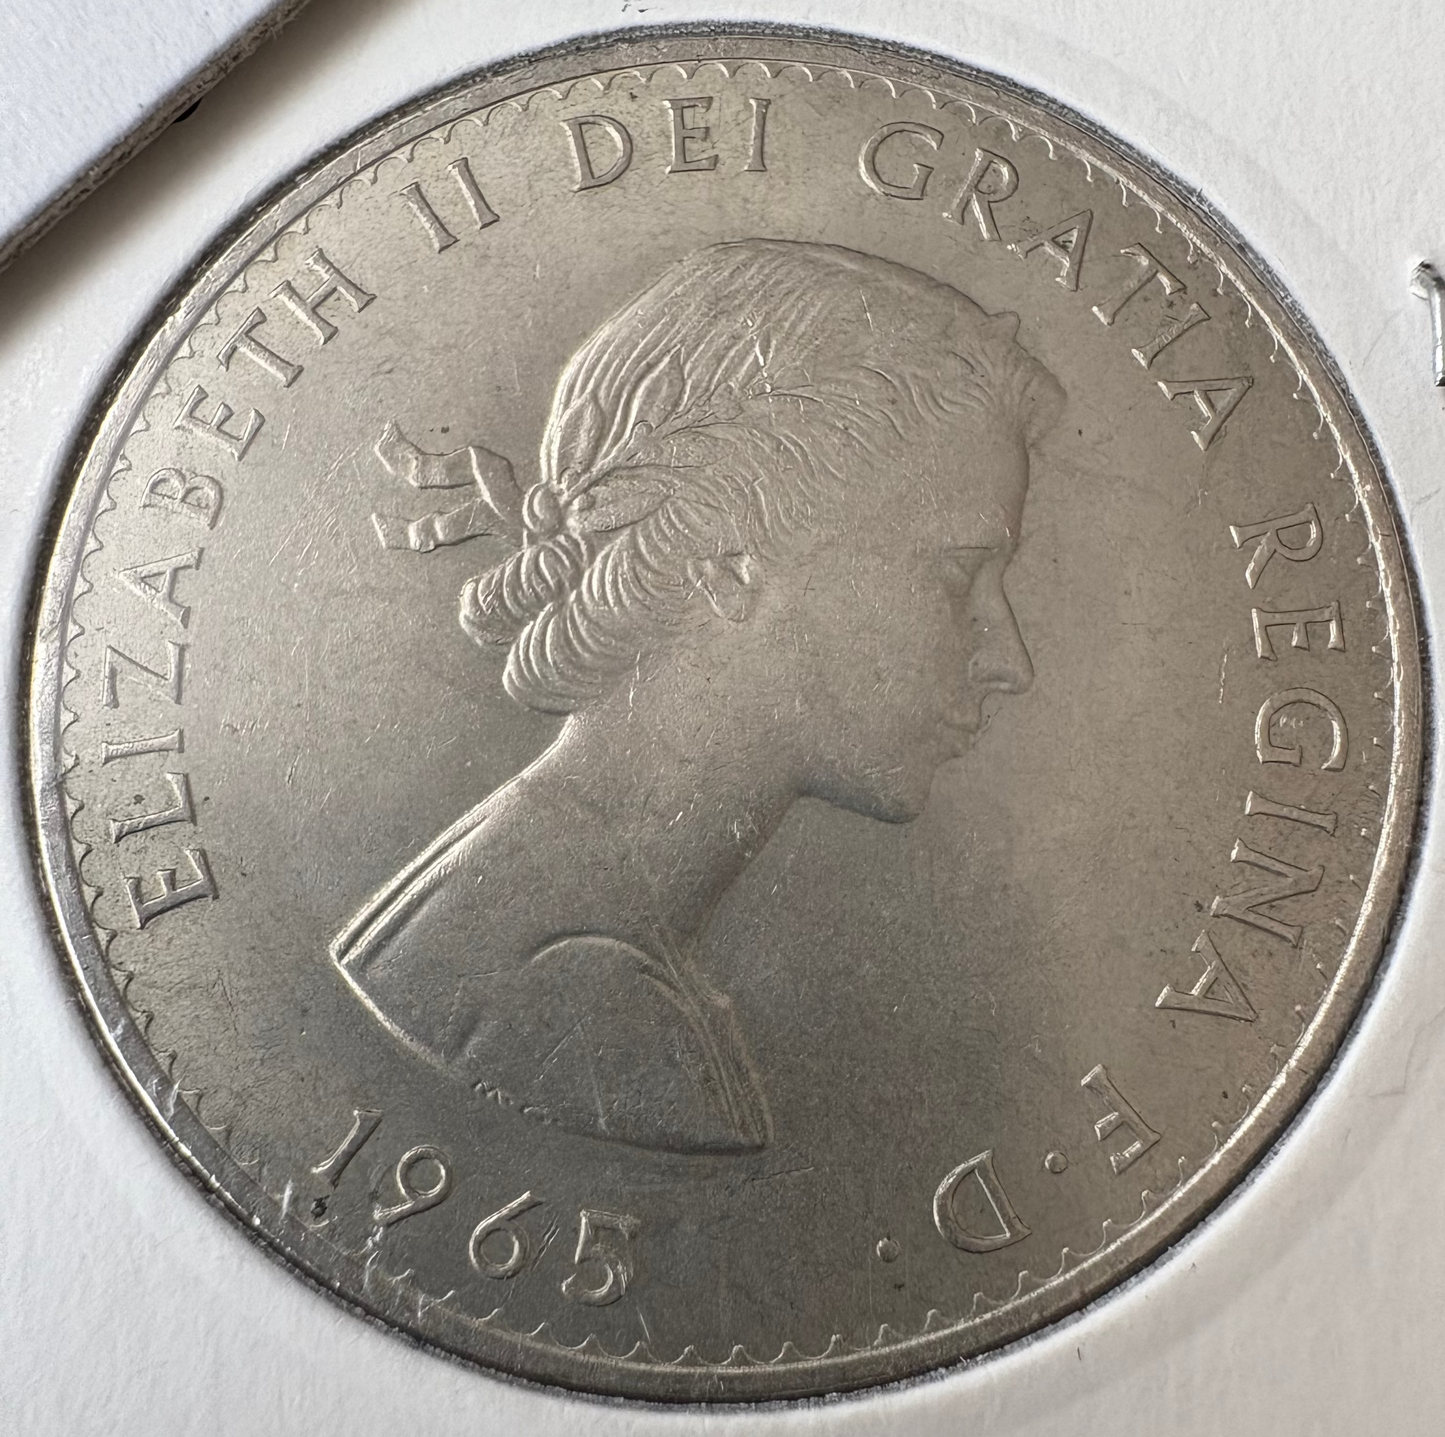 ELIZABETH II DEI GRATIA REGINA F·D·
1965